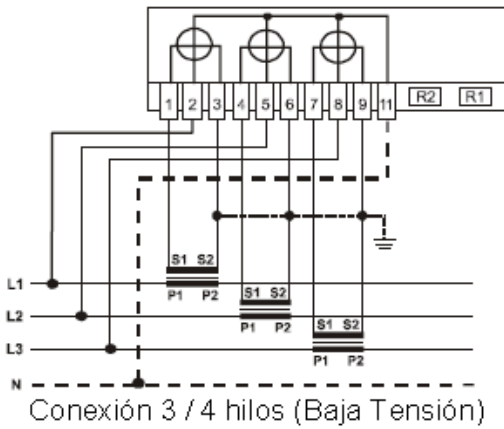 1 2 3 4 5 6 7 8 9 11 R2 R1
S1 S2
L1
P1 P2
S1 S2
L2
P1 P2
S1 S2
L3
P1 P2
N
Conexión 3 / 4 hilos (Baja Tensión)